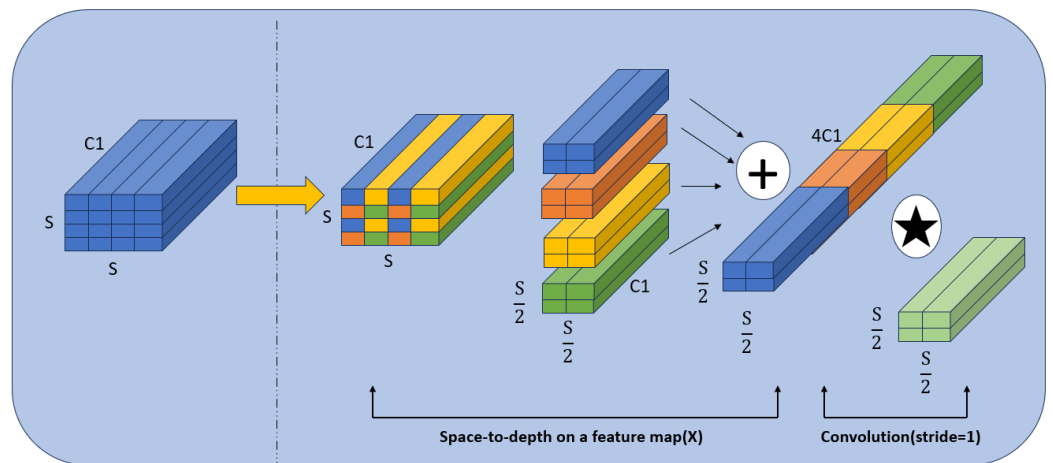 C1
S
S
C1
S
S
C1
S
2
S
2
+
4C1
S
2
S
2
S
2
S
2
Space-to-depth on a feature map(X)
Convolution(stride=1)